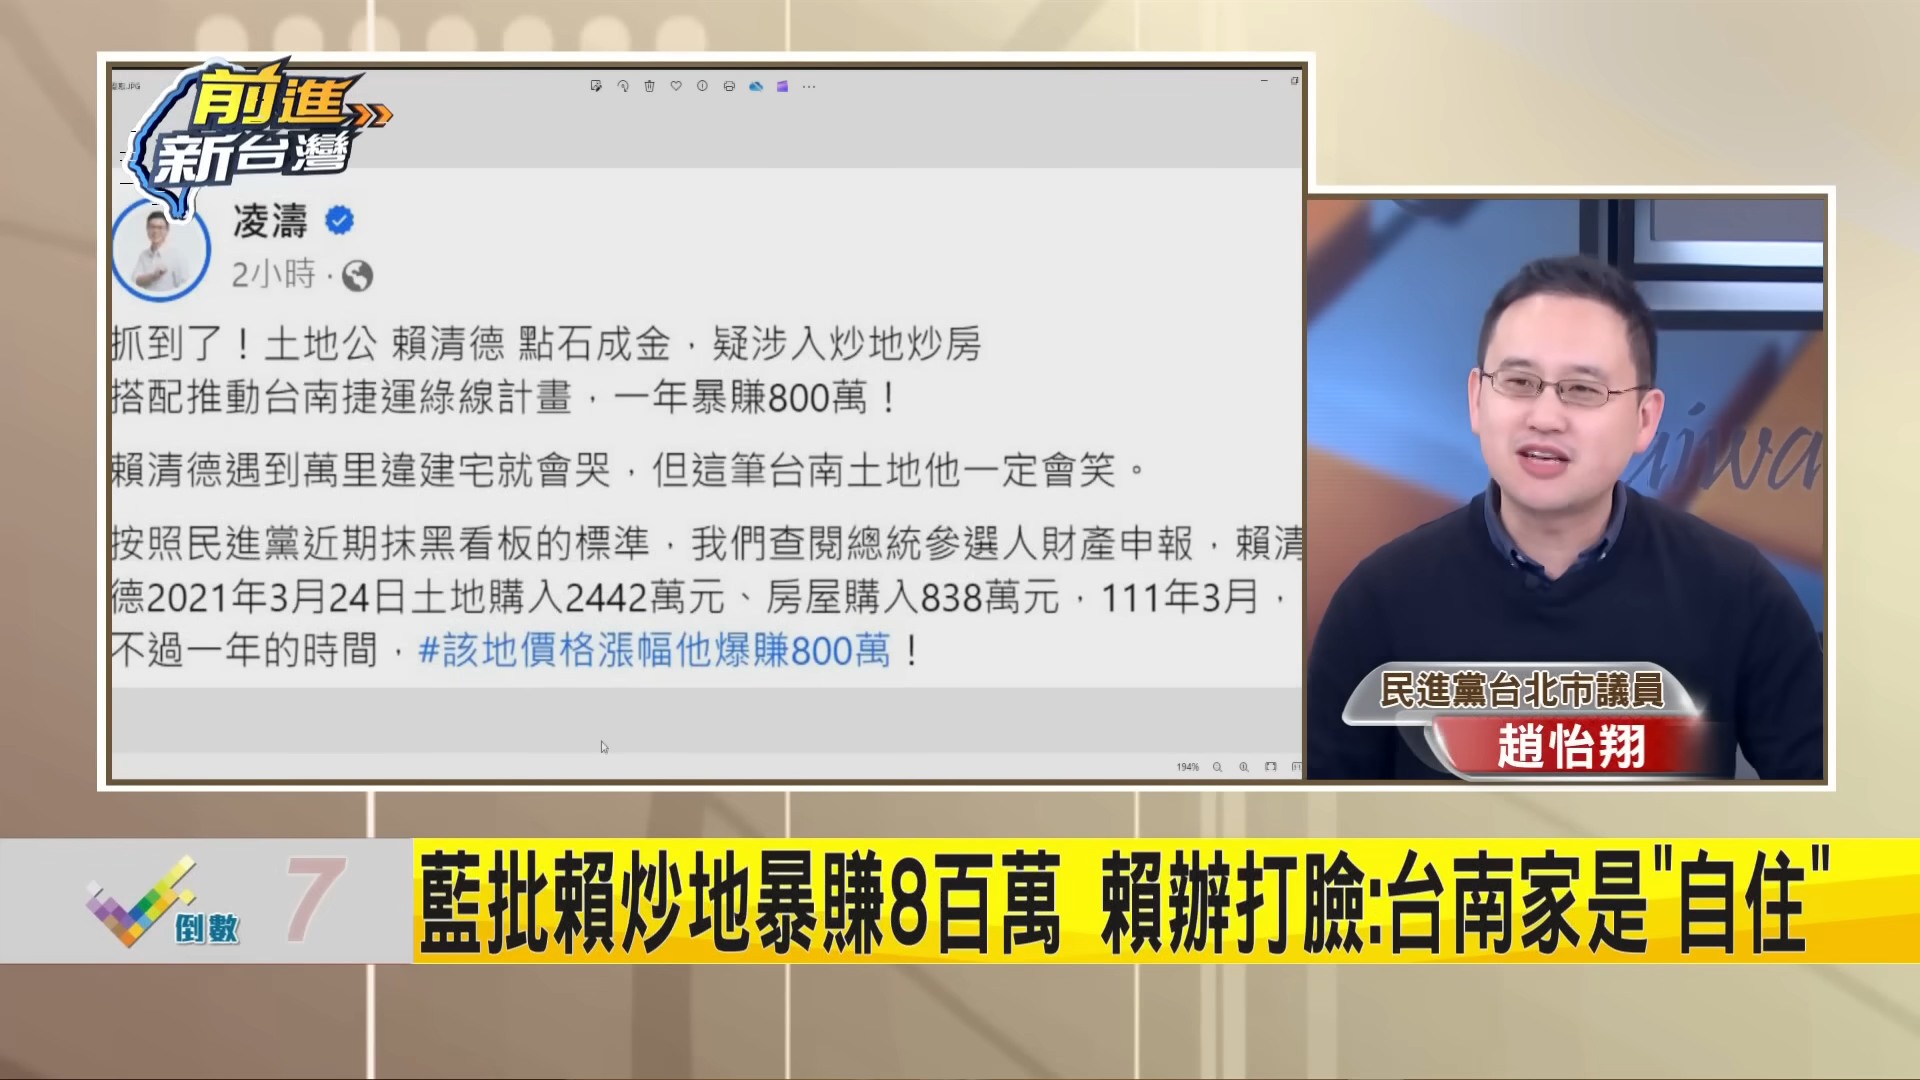 前進
新台灣
凌濤
2小時
抓到了！土地公 賴清德 點石成金，疑涉入炒地炒房
搭配推動台南捷運綠線計畫，一年暴賺800萬！
賴清德遇到萬里違建宅就會哭，但這筆台南土地他一定會笑。
按照民進黨近期抹黑看板的標準，我們查閱總統參選人財產申報，賴清
德2021年3月24日土地購入2442萬元、房屋購入838萬元，111年3月，
不過一年的時間，#該地價格漲幅他爆賺800萬！
194%
民進黨台北市議員
趙怡翔
倒數 7
藍批賴炒地暴賺8百萬 賴辦打臉:台南家是"自住"